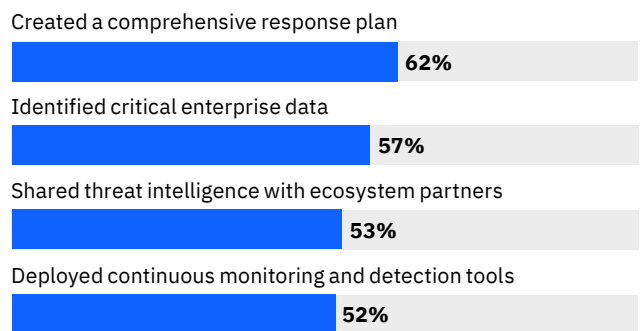 Created a comprehensive response plan
62%
Identified critical enterprise data
57%
Shared threat intelligence with ecosystem partners
53%
Deployed continuous monitoring and detection tools
52%